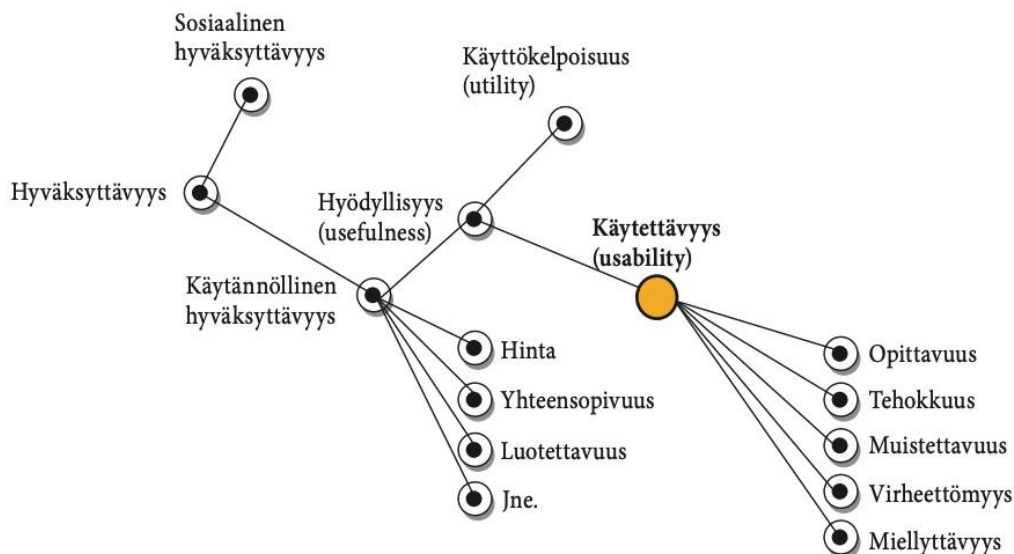 Sosiaalinen
hyväksyttävyys
Käyttökelpoisuus
(utility)
Hyväksyttävyys
Hyödyllisyys
(usefulness)
Käytettävyys
(usability)
Käytännöllinen
hyväksyttävyys
Hinta
Yhteensopivuus
Luotettavuus
Jne.
Opittavuus
Tehokkuus
Muistettavuus
Virheettömyys
Miellyttävyys